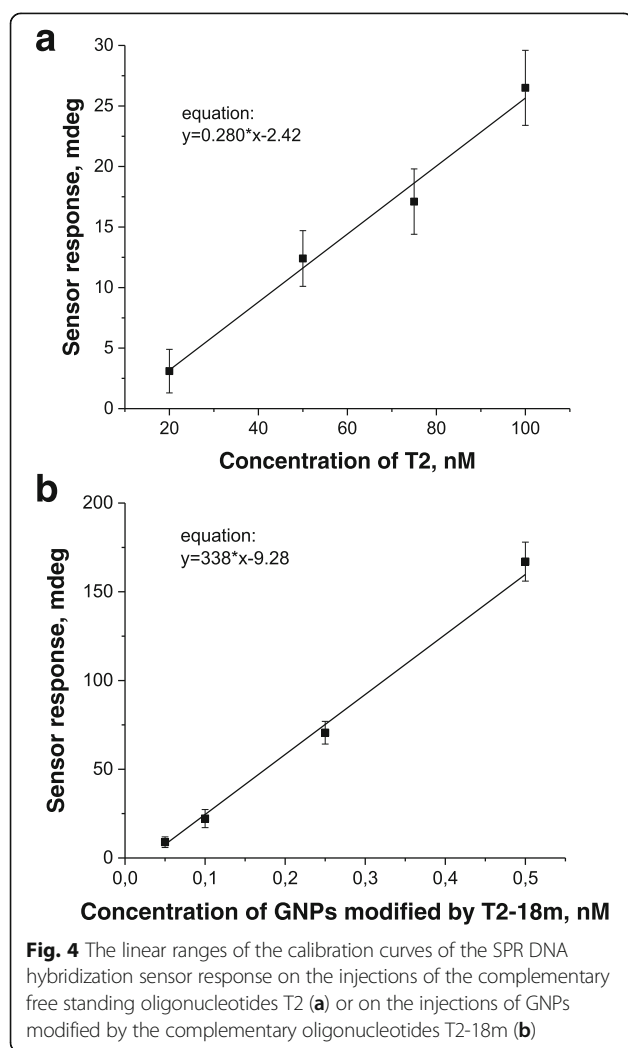 a
30
25
20
15
10
5
0
Sensor response, mdeg
equation:
y=0.280*x-2.42
20 40 60 80 100
Concentration of T2, nM
b
200
150
100
50
0
Sensor response, mdeg
equation:
y=338*x-9.28
0,0 0,1 0,2 0,3 0,4 0,5
Concentration of GNPs modified by T2-18m, nM
Fig. 4 The linear ranges of the calibration curves of the SPR DNA
hybridization sensor response on the injections of the complementary
free standing oligonucleotides T2 (a) or on the injections of GNPs
modified by the complementary oligonucleotides T2-18m (b)